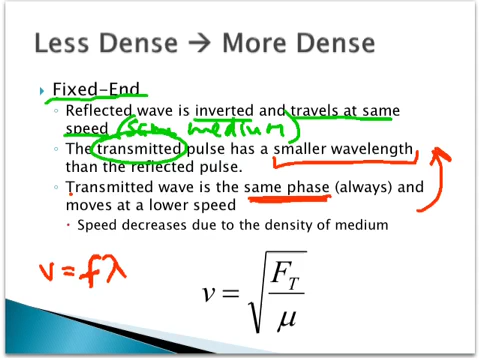 Less Dense → More Dense
Fixed-End
Reflected wave is inverted and travels at same
speed (same medium)
The transmitted pulse has a smaller wavelength
than the reflected pulse.
Transmitted wave is the same phase (always) and
moves at a lower speed
Speed decreases due to the density of medium
v=fλ
v = √(F_T/μ)